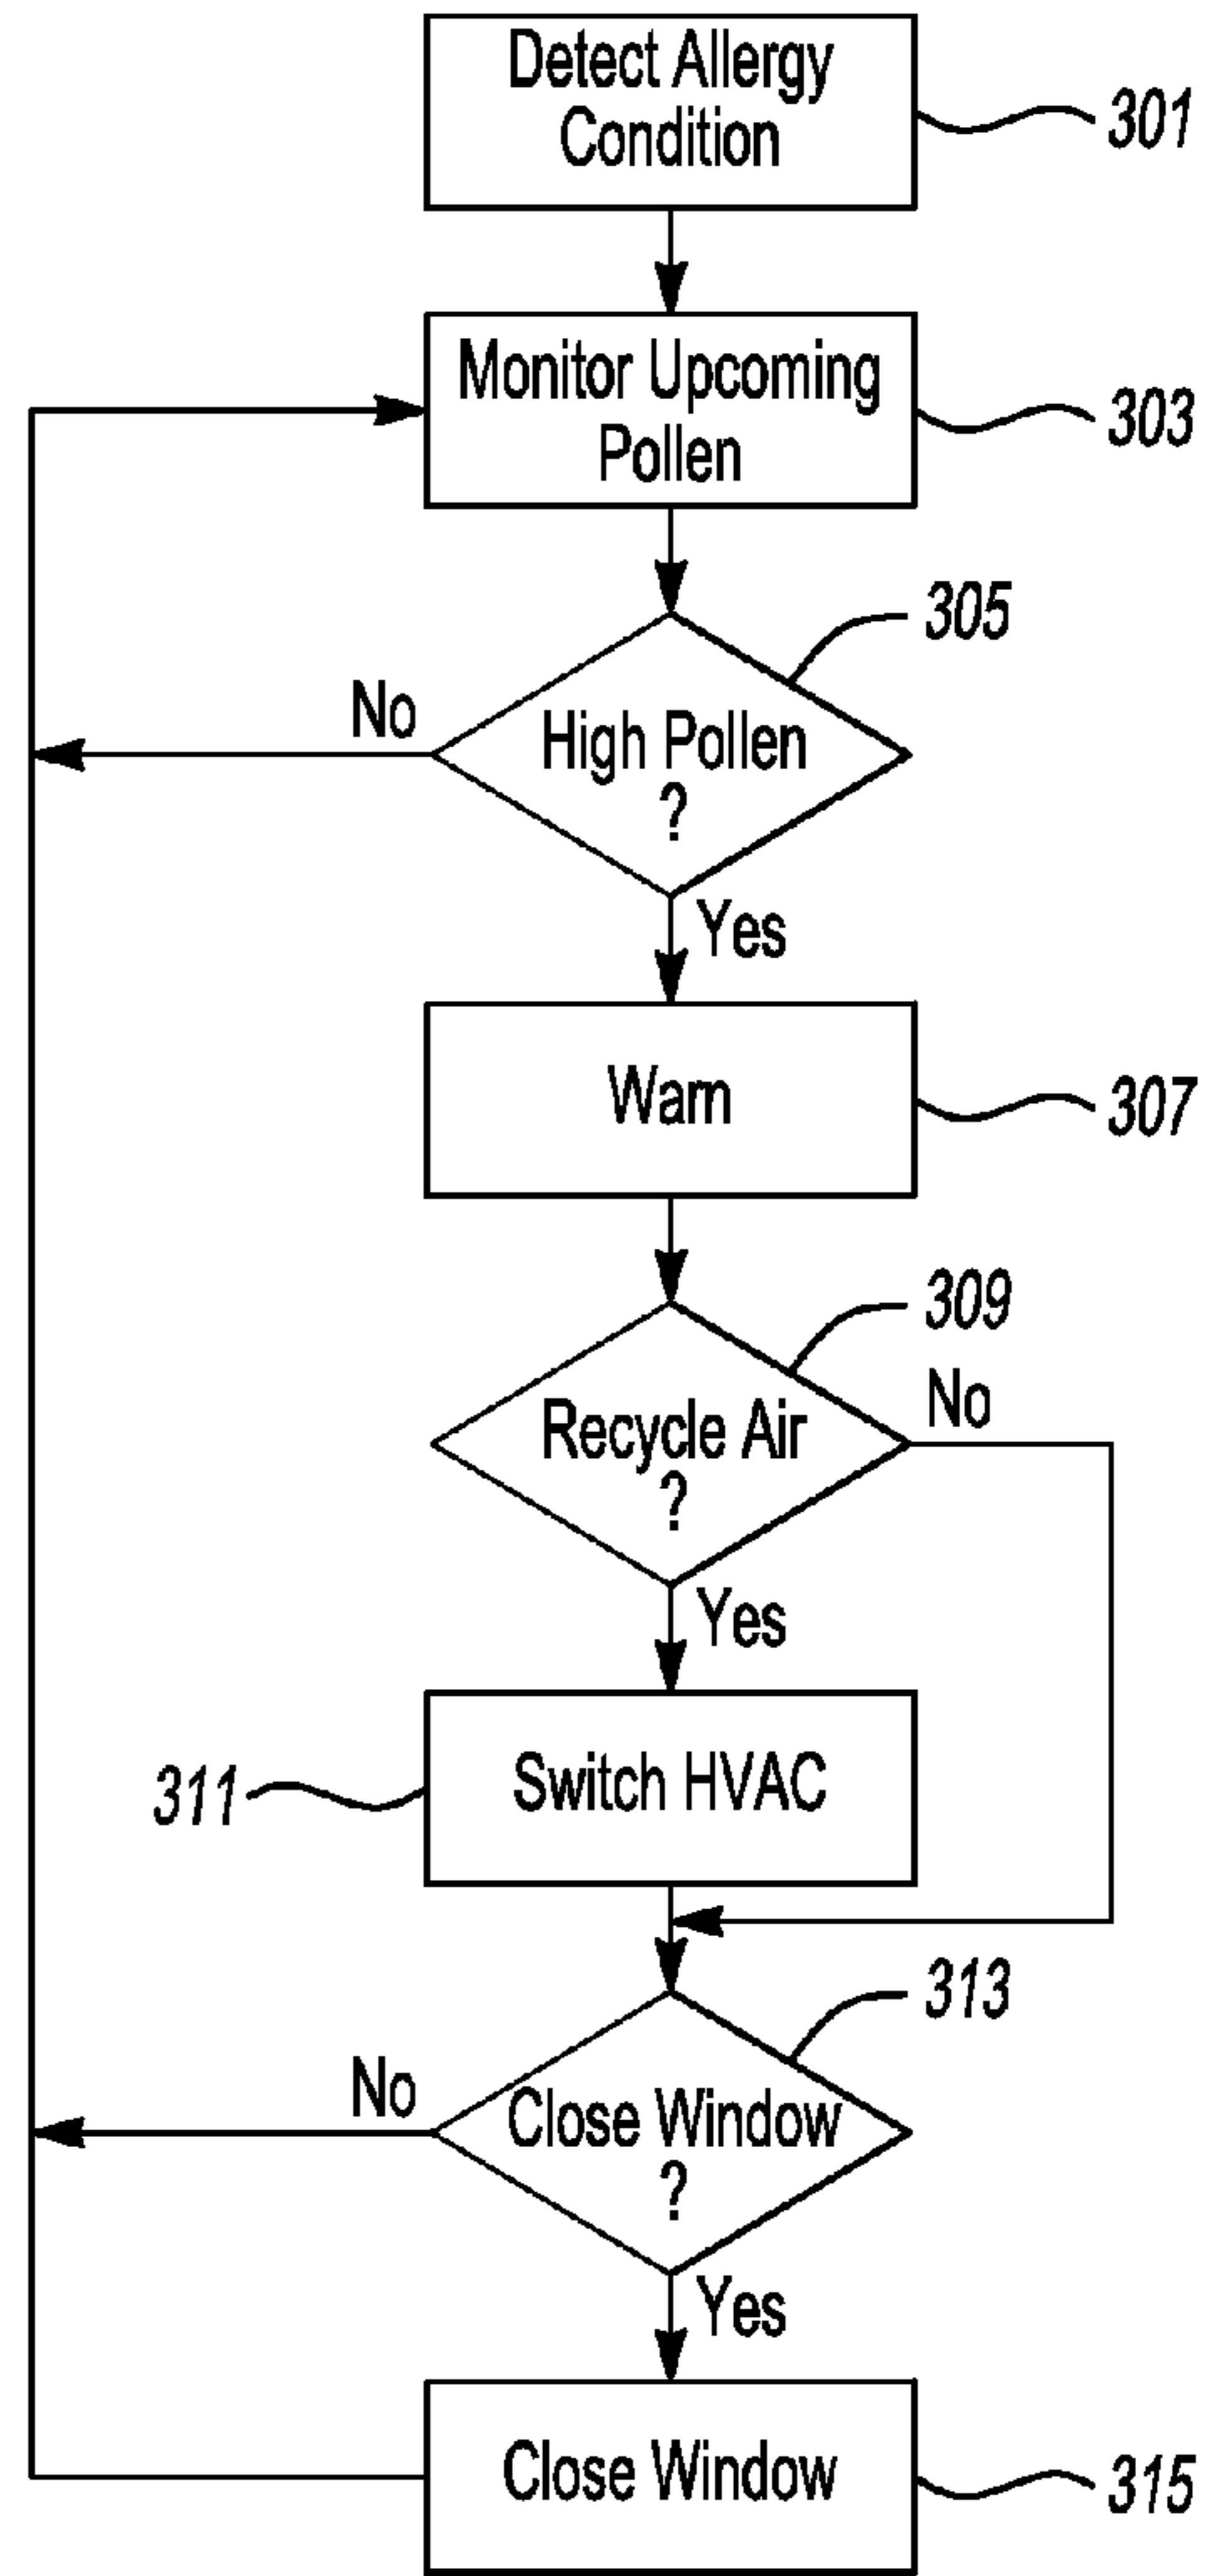 Detect Allergy
Condition
301
Monitor Upcoming
Pollen
303
305
No
High Pollen
?
Yes
Warn
307
309
No
Recycle Air
?
Yes
Switch HVAC
311
313
No
Close Window
?
Yes
Close Window
315